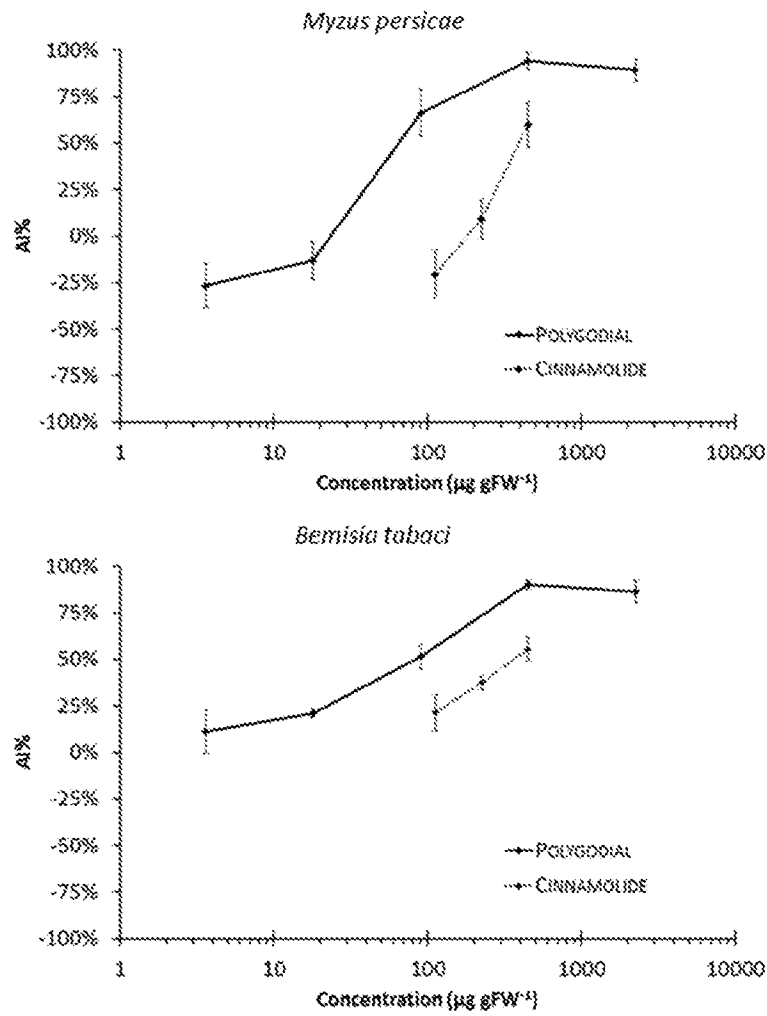 Myzus persicae
100%
75%
50%
25%
0%
-25%
-50%
-75%
-100%
AI%
POLYGODIAL
CINNAMOLIDE
1 10 100 1000 10000
Concentration (µg gFW⁻¹)
Bemisia tabaci
100%
75%
50%
25%
0%
-25%
-50%
-75%
-100%
AI%
POLYGODIAL
CINNAMOLIDE
1 10 100 1000 10000
Concentration (µg gFW⁻¹)